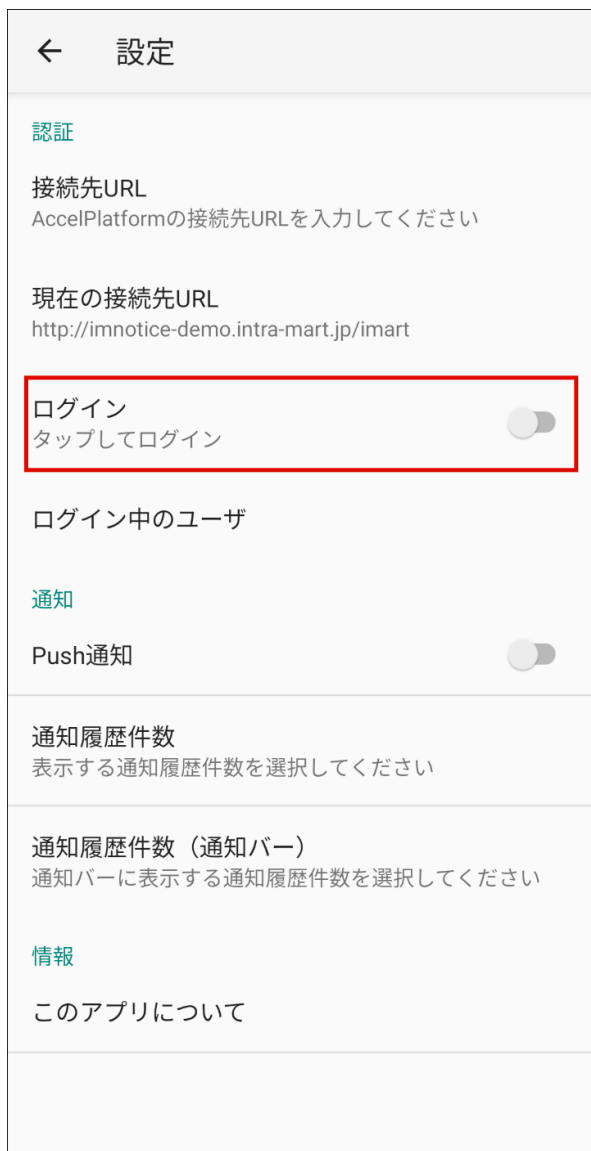 設定
認証
接続先URL
AccelPlatformの接続先URLを入力してください
現在の接続先URL
http://imnotice-demo.intra-mart.jp/imart
ログイン
タップしてログイン
ログイン中のユーザ
通知
Push通知
通知履歴件数
表示する通知履歴件数を選択してください
通知履歴件数（通知バー）
通知バーに表示する通知履歴件数を選択してください
情報
このアプリについて